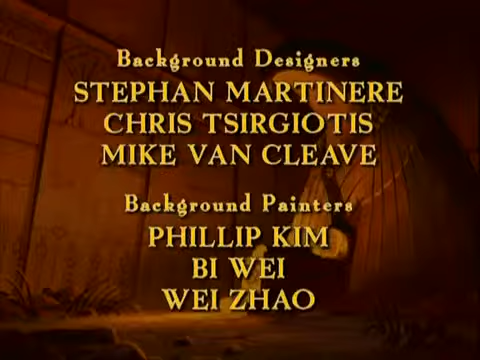 Background Designers
STEPHAN MARTINERE
CHRIS TSIRGIOTIS
MIKE VAN CLEAVE
Background Painters
PHILLIP KIM
BI WEI
WEI ZHAO